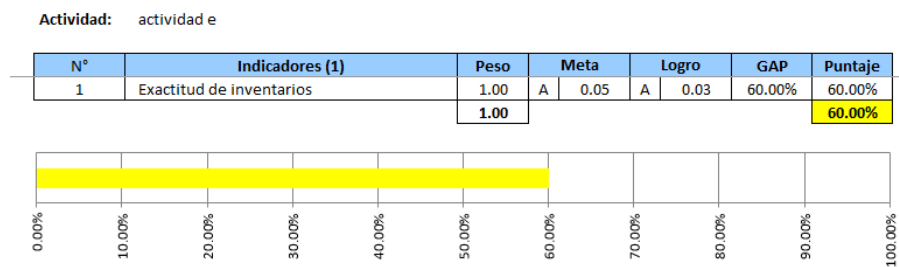 Actividad: actividad e
N° Indicadores (1) Peso Meta Logro GAP Puntaje
1 Exactitud de inventarios 1.00 A 0.05 A 0.03 60.00% 60.00%
1.00 60.00%
0.00% 10.00% 20.00% 30.00% 40.00% 50.00% 60.00% 70.00% 80.00% 90.00% 100.00%